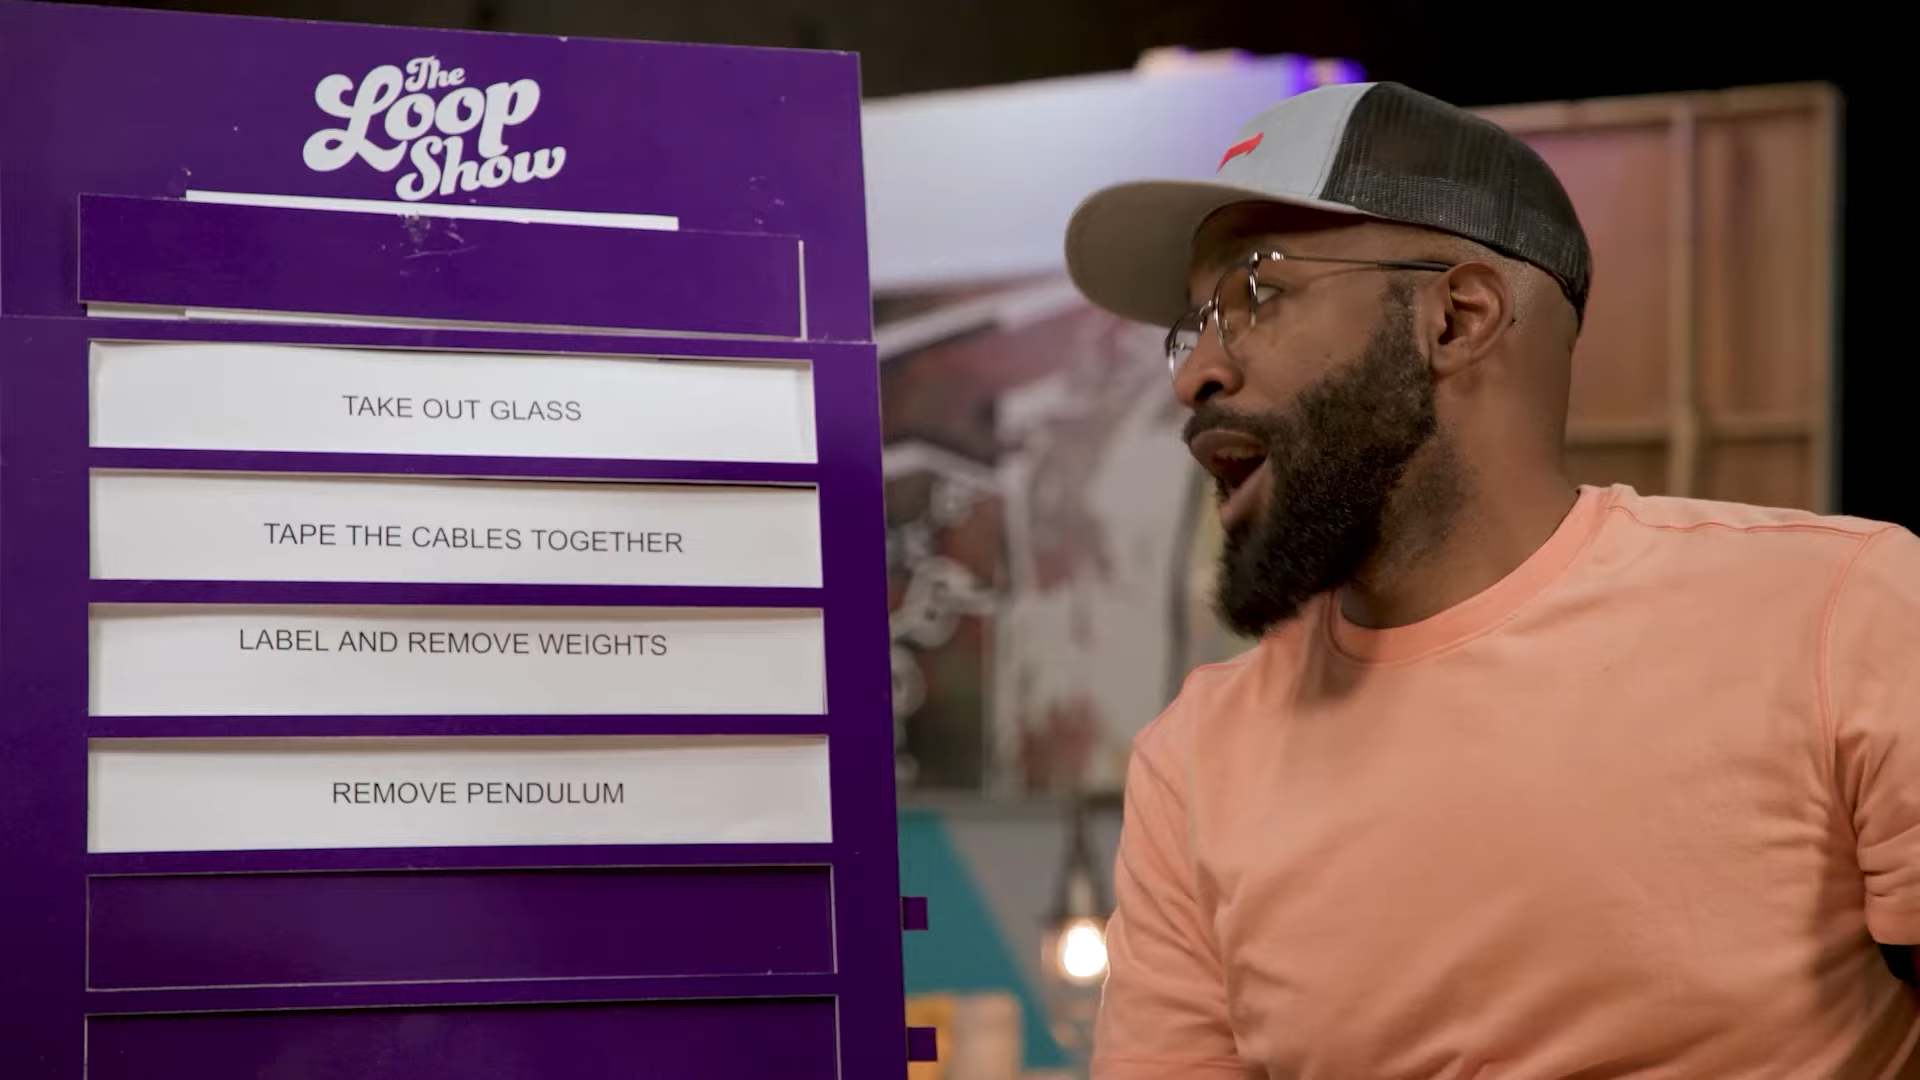 The
Loop
Show
TAKE OUT GLASS
TAPE THE CABLES TOGETHER
LABEL AND REMOVE WEIGHTS
REMOVE PENDULUM